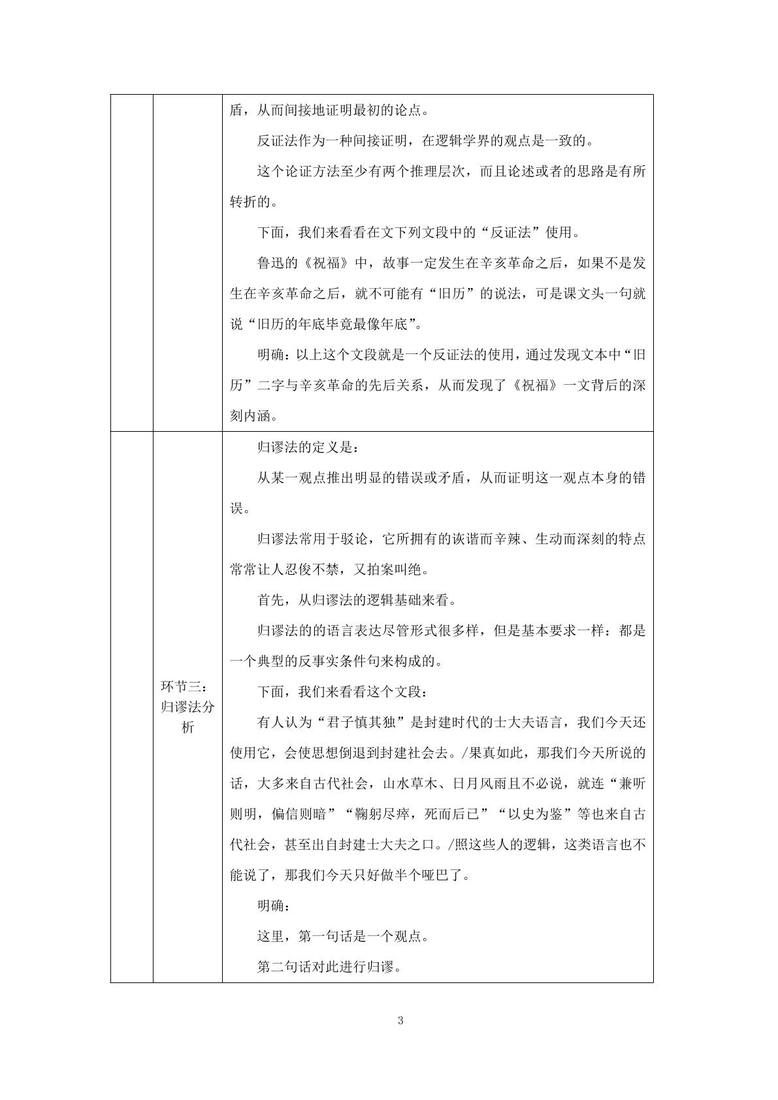 盾，从而间接地证明最初的论点。
反证法作为一种间接证明，在逻辑学界的观点是一致的。
这个论证方法至少有两个推理层次，而且论述或者的思路是有所
转折的。
下面，我们来看看在文下列文段中的“反证法”使用。
鲁迅的《祝福》中，故事一定发生在辛亥革命之后，如果不是发
生在辛亥革命之后，就不可能有“旧历”的说法，可是课文头一句就
说“旧历的年底毕竟最像年底”。
明确：以上这个文段就是一个反证法的使用，通过发现文本中“旧
历”二字与辛亥革命的先后关系，从而发现了《祝福》一文背后的深
刻内涵。
环节三：
归谬法分
析
归谬法的定义是：
从某一观点推出明显的错误或矛盾，从而证明这一观点本身的错
误。
归谬法常用于驳论，它所拥有的诙谐而辛辣、生动而深刻的特点
常常让人忍俊不禁，又拍案叫绝。
首先，从归谬法的逻辑基础来看。
归谬法的的语言表达尽管形式很多样，但是基本要求一样：都是
一个典型的反事实条件句来构成的。
下面，我们来看看这个文段：
有人认为“君子慎其独”是封建时代的士大夫语言，我们今天还
使用它，会使思想倒退到封建社会去。/果真如此，那我们今天所说的
话，大多来自古代社会，山水草木、日月风雨且不必说，就连“兼听
则明，偏信则暗”“鞠躬尽瘁，死而后已”“以史为鉴”等也来自古
代社会，甚至出自封建士大夫之口。/照这些人的逻辑，这类语言也不
能说了，那我们今天只好做半个哑巴了。
明确：
这里，第一句话是一个观点。
第二句话对此进行归谬。
3